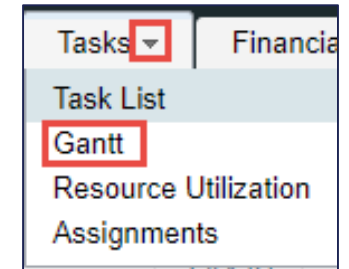 Tasks Financia
Task List
Gantt
Resource Utilization
Assignments